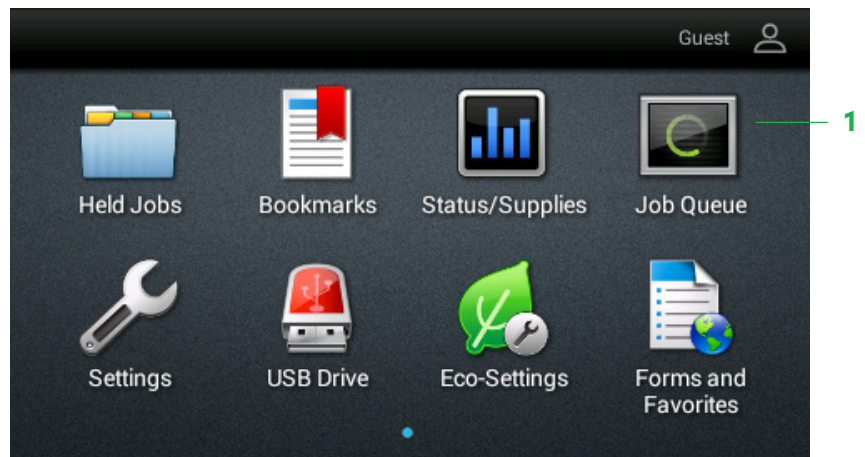 Guest
1
Held Jobs
Bookmarks
Status/Supplies
Job Queue
Settings
USB Drive
Eco-Settings
Forms and
Favorites